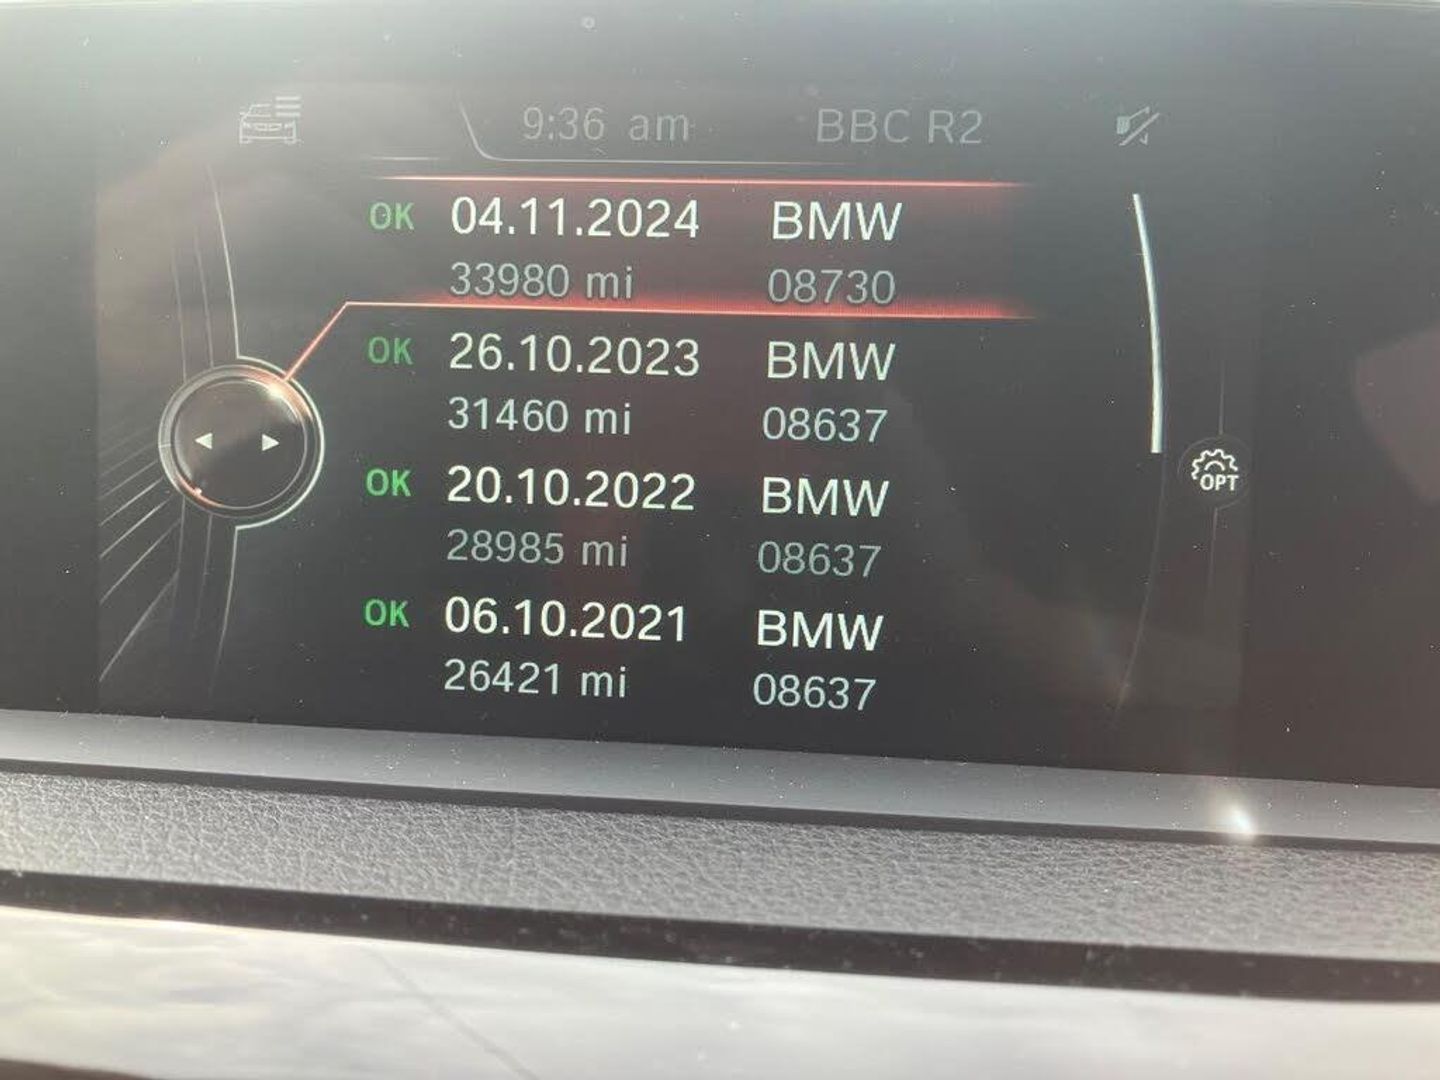 9:36 am BBC R2
OK 04.11.2024 BMW
33980 mi 08730
OK 26.10.2023 BMW
31460 mi 08637
OK 20.10.2022 BMW
28985 mi 08637
OPT
OK 06.10.2021 BMW
26421 mi 08637